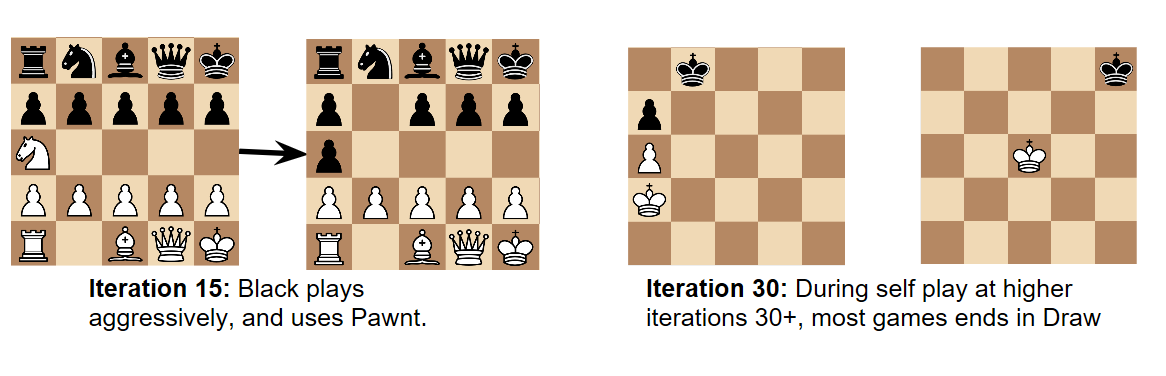 Iteration 15: Black plays
aggressively, and uses Pawnt.
Iteration 30: During self play at higher
iterations 30+, most games ends in Draw